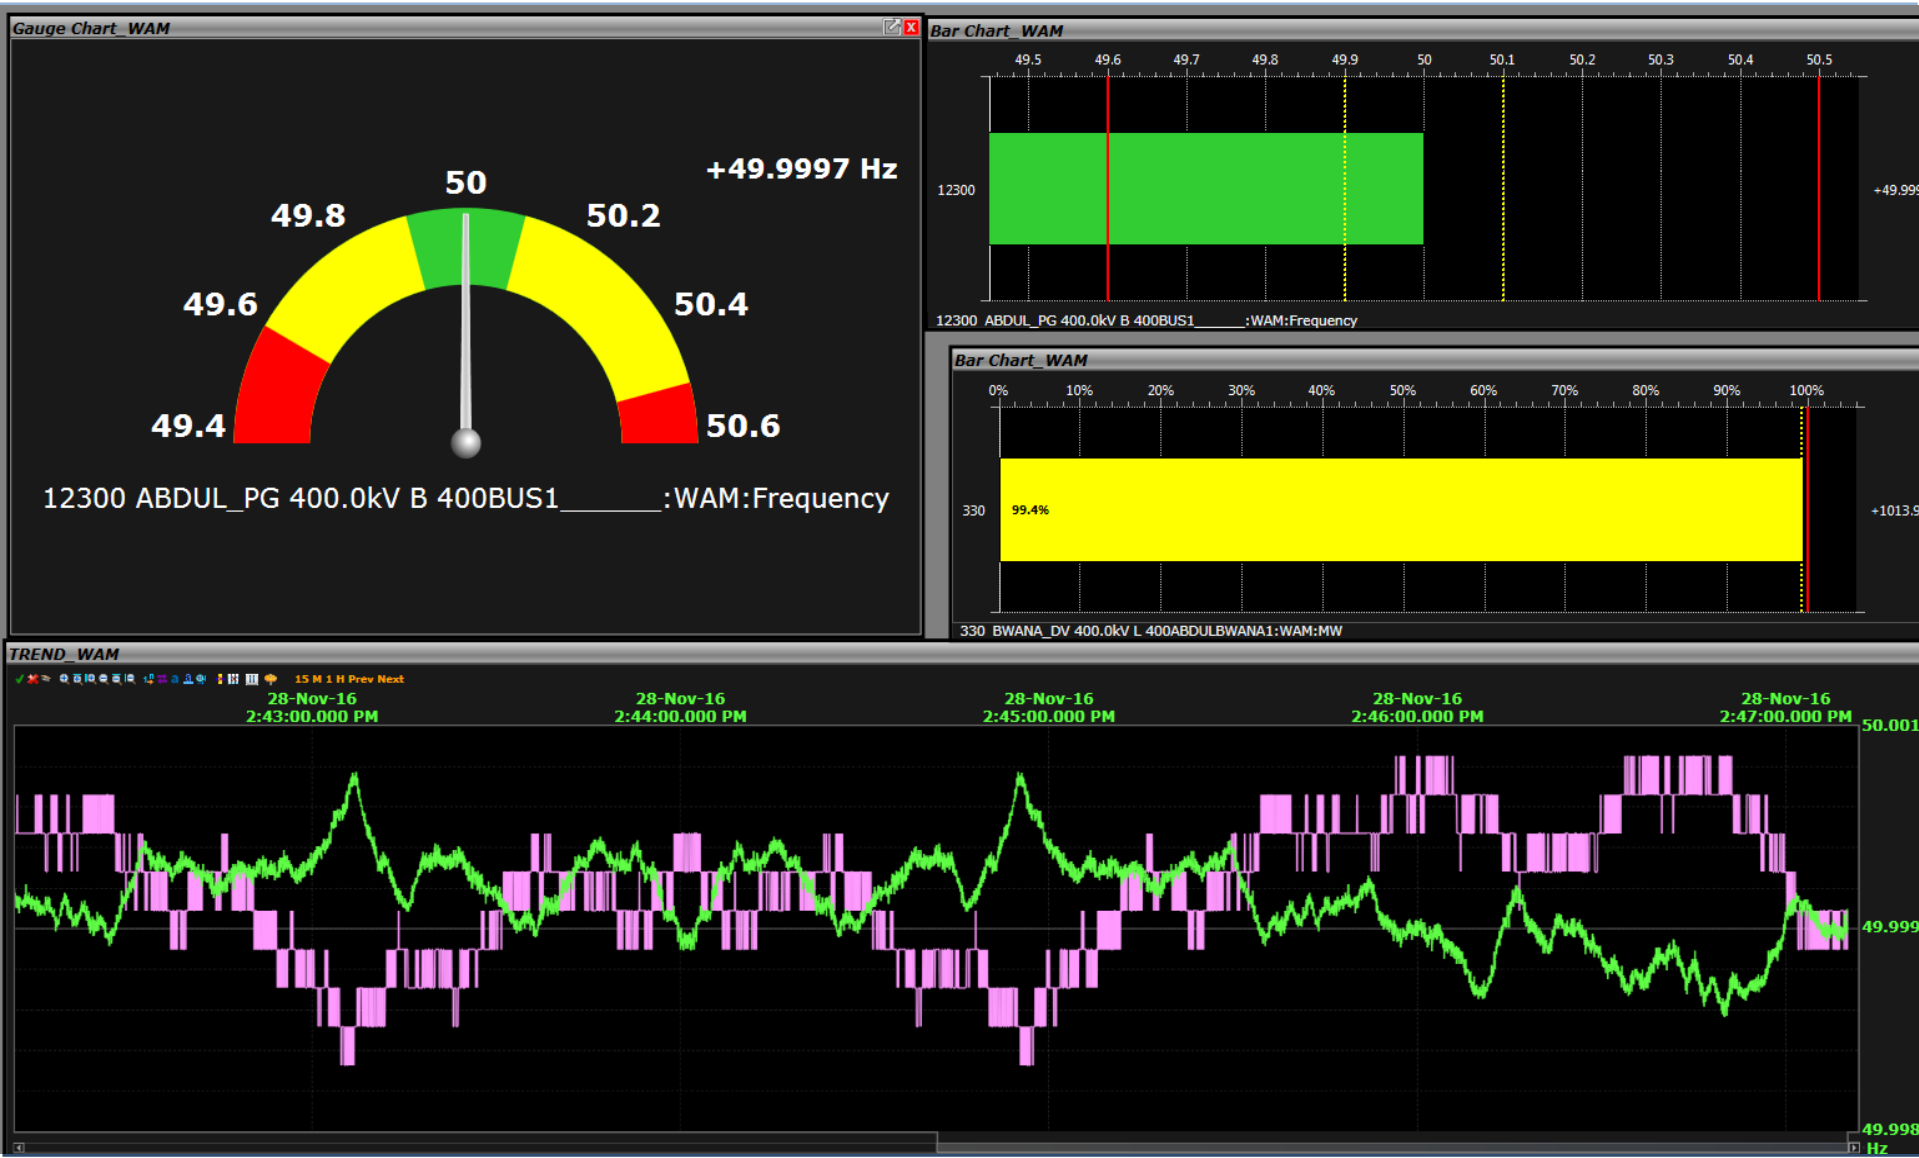 Gauge Chart_WAM
X
50
49.8
50.2
49.6
50.4
49.4
50.6
+49.9997 Hz
12300 ABDUL_PG 400.0kV B 400BUS1______:WAM:Frequency
Bar Chart_WAM
49.5 49.6 49.7 49.8 49.9 50 50.1 50.2 50.3 50.4 50.5
12300
+49.999
12300 ABDUL_PG 400.0kV B 400BUS1______:WAM:Frequency
Bar Chart_WAM
0% 10% 20% 30% 40% 50% 60% 70% 80% 90% 100%
330
99.4%
+1013.9
330 BWANA_DV 400.0kV L 400ABDULBWANA1:WAM:MW
TREND_WAM
15 M 1 H Prev Next
28-Nov-16 28-Nov-16 28-Nov-16 28-Nov-16 28-Nov-16
2:43:00.000 PM 2:44:00.000 PM 2:45:00.000 PM 2:46:00.000 PM 2:47:00.000 PM
50.001
49.999
49.998
Hz